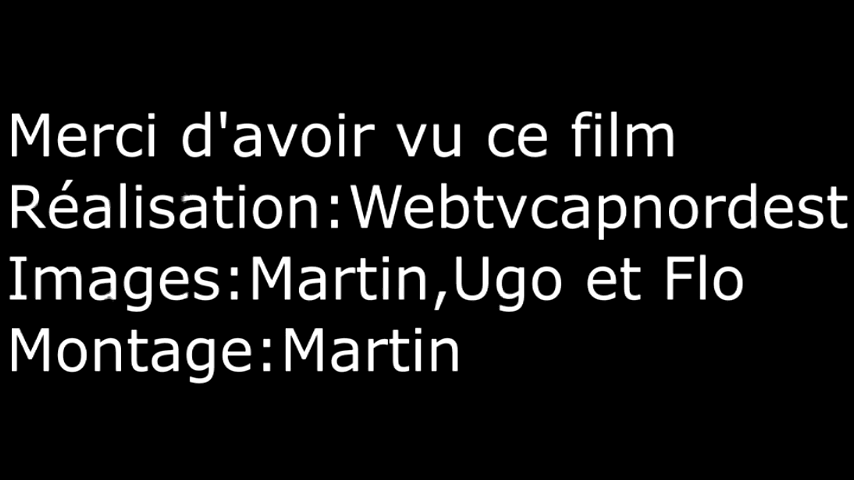 Merci d'avoir vu ce film
Réalisation:Webtvcapnordest
Images:Martin,Ugo et Flo
Montage:Martin